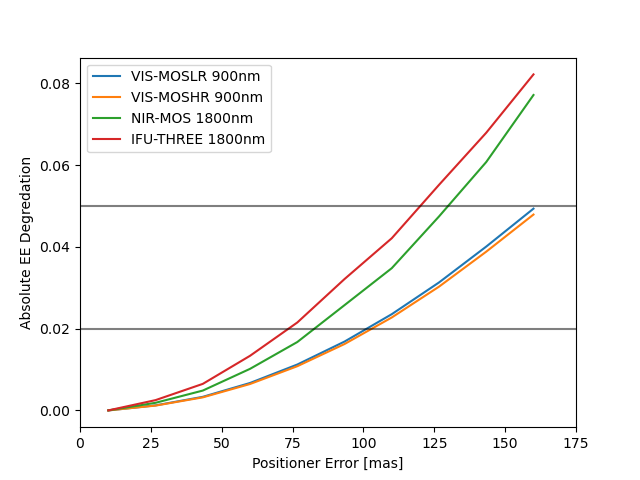 VIS-MOSLR 900nm
VIS-MOSHR 900nm
NIR-MOS 1800nm
IFU-THREE 1800nm
0.08
0.06
0.04
0.02
0.00
Absolute EE Degredation
0 25 50 75 100 125 150 175
Positioner Error [mas]